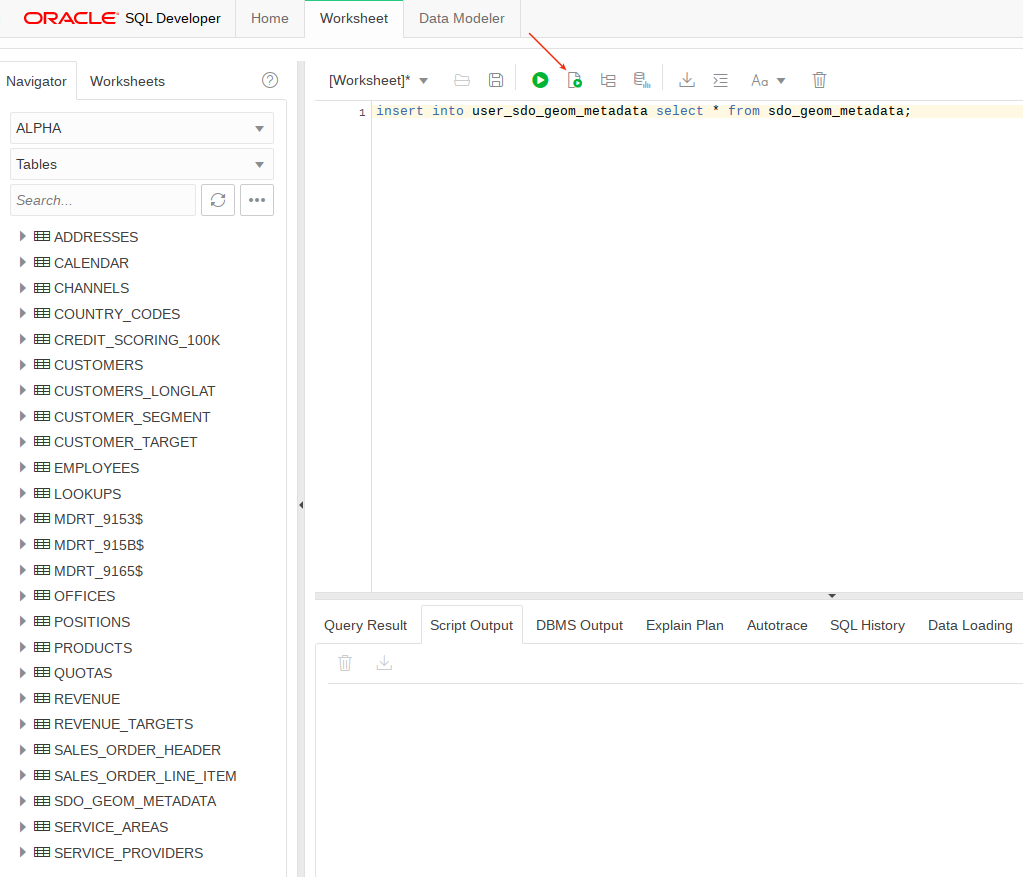 ORACLE SQL Developer Home Worksheet Data Modeler
Navigator Worksheets
[Worksheet]* Aa
ALPHA
Tables
Search...
ADDRESSES
CALENDAR
CHANNELS
COUNTRY_CODES
CREDIT_SCORING_100K
CUSTOMERS
CUSTOMERS_LONGLAT
CUSTOMER_SEGMENT
CUSTOMER_TARGET
EMPLOYEES
LOOKUPS
MDRT_9153$
MDRT_915B$
MDRT_9165$
OFFICES
POSITIONS
PRODUCTS
QUOTAS
REVENUE
REVENUE_TARGETS
SALES_ORDER_HEADER
SALES_ORDER_LINE_ITEM
SDO_GEOM_METADATA
SERVICE_AREAS
SERVICE_PROVIDERS
1 insert into user_sdo_geom_metadata select * from sdo_geom_metadata;
Query Result Script Output DBMS Output Explain Plan Autotrace SQL History Data Loading